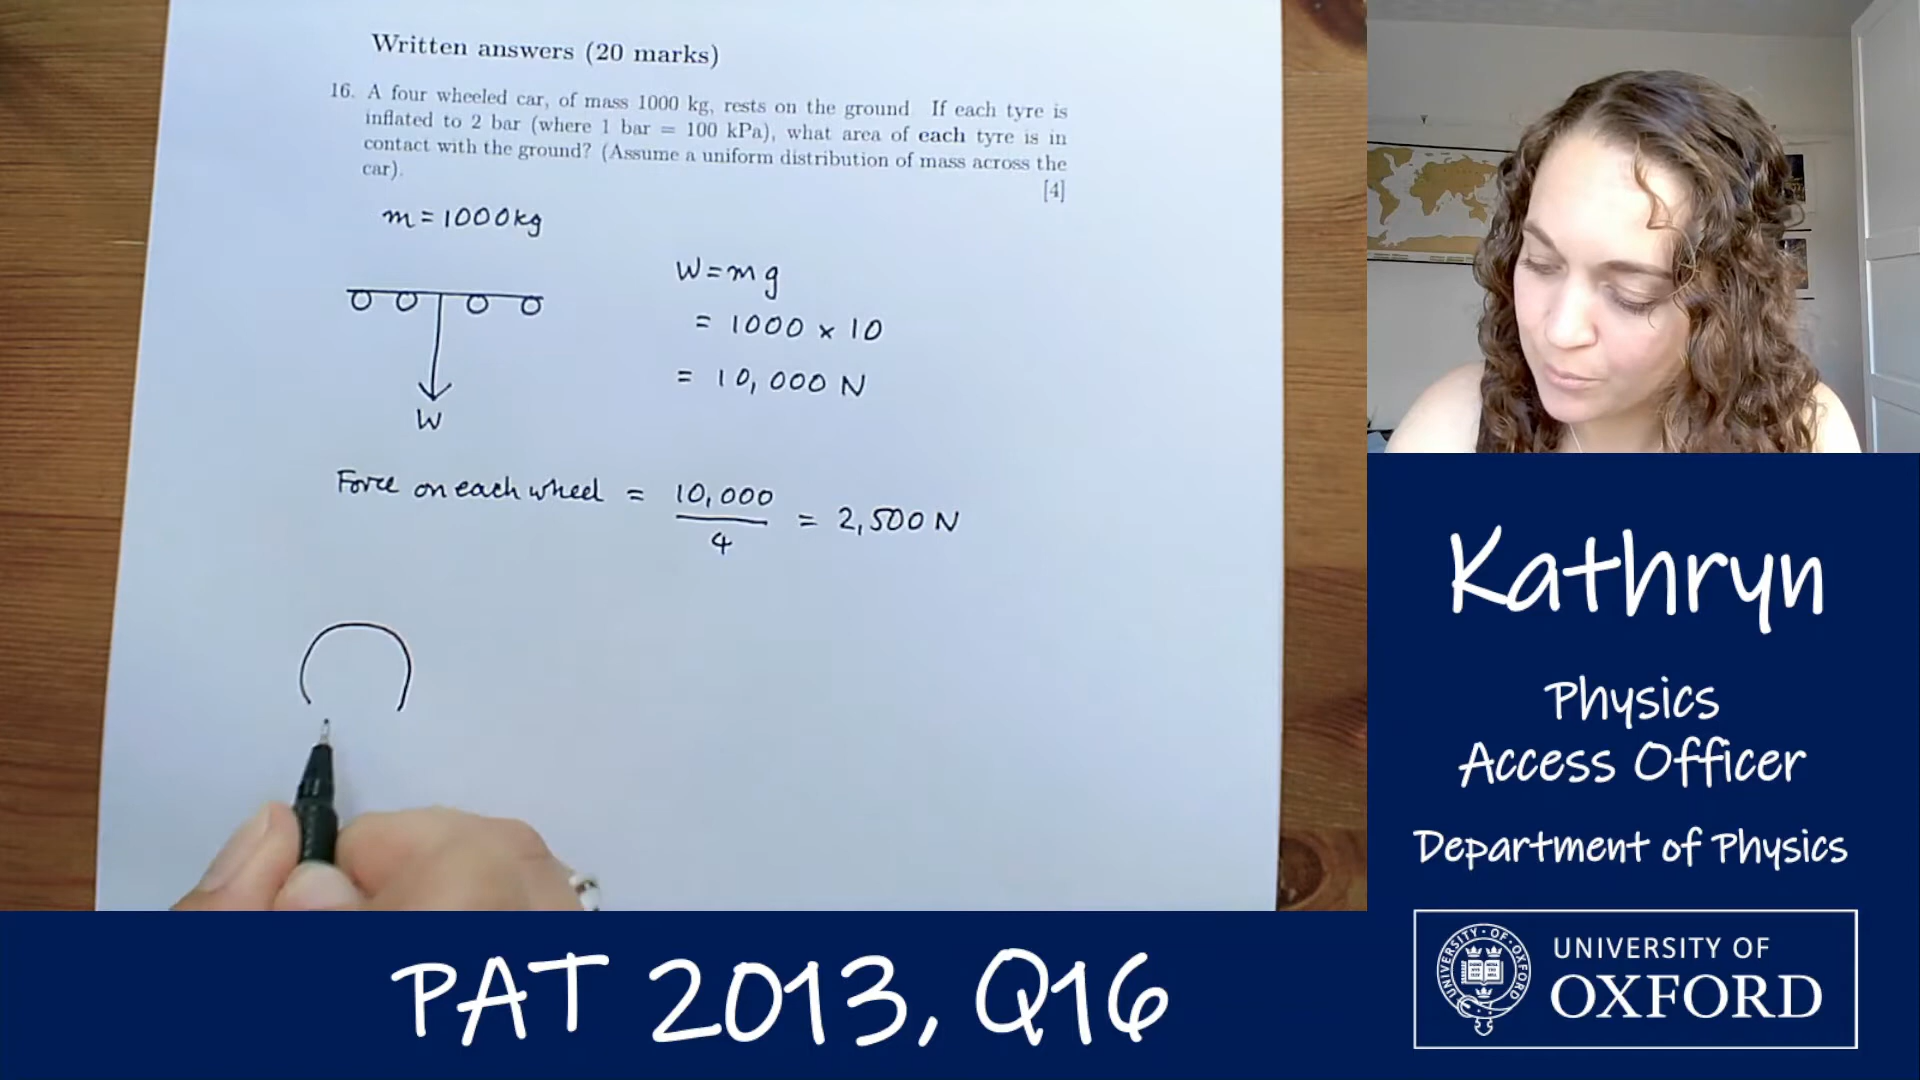 Written answers (20 marks)
16. A four wheeled car, of mass 1000 kg, rests on the ground If each tyre is
inflated to 2 bar (where 1 bar = 100 kPa), what area of each tyre is in
contact with the ground? (Assume a uniform distribution of mass across the
car).
[4]
m = 1000kg
W
W = mg
= 1000 × 10
= 10,000 N
Force on each wheel = 10,000 / 4 = 2,500 N
Kathryn
Physics
Access Officer
Department of Physics
UNIVERSITY OF
OXFORD
PAT 2013, Q16